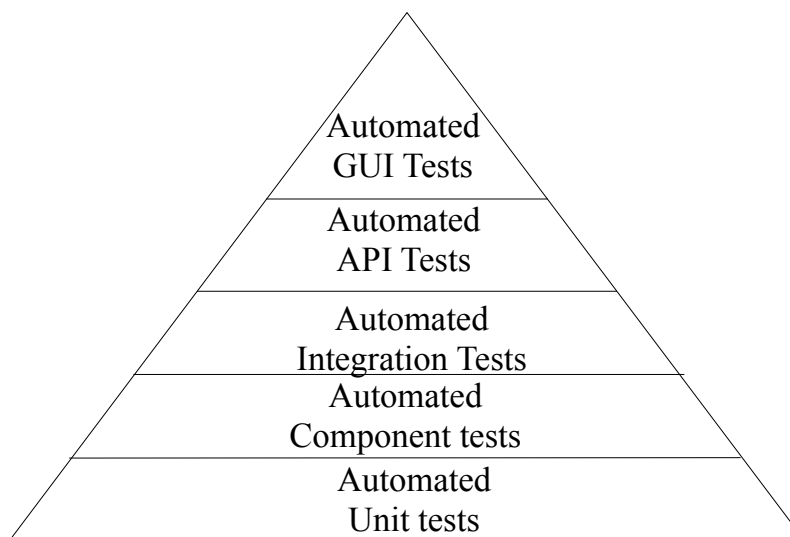 Automated
GUI Tests
Automated
API Tests
Automated
Integration Tests
Automated
Component tests
Automated
Unit tests